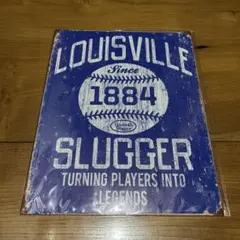 LOUISVILLE
Since
1884
SLUGGER
TURNING PLAYERS INTO
LEGENDS